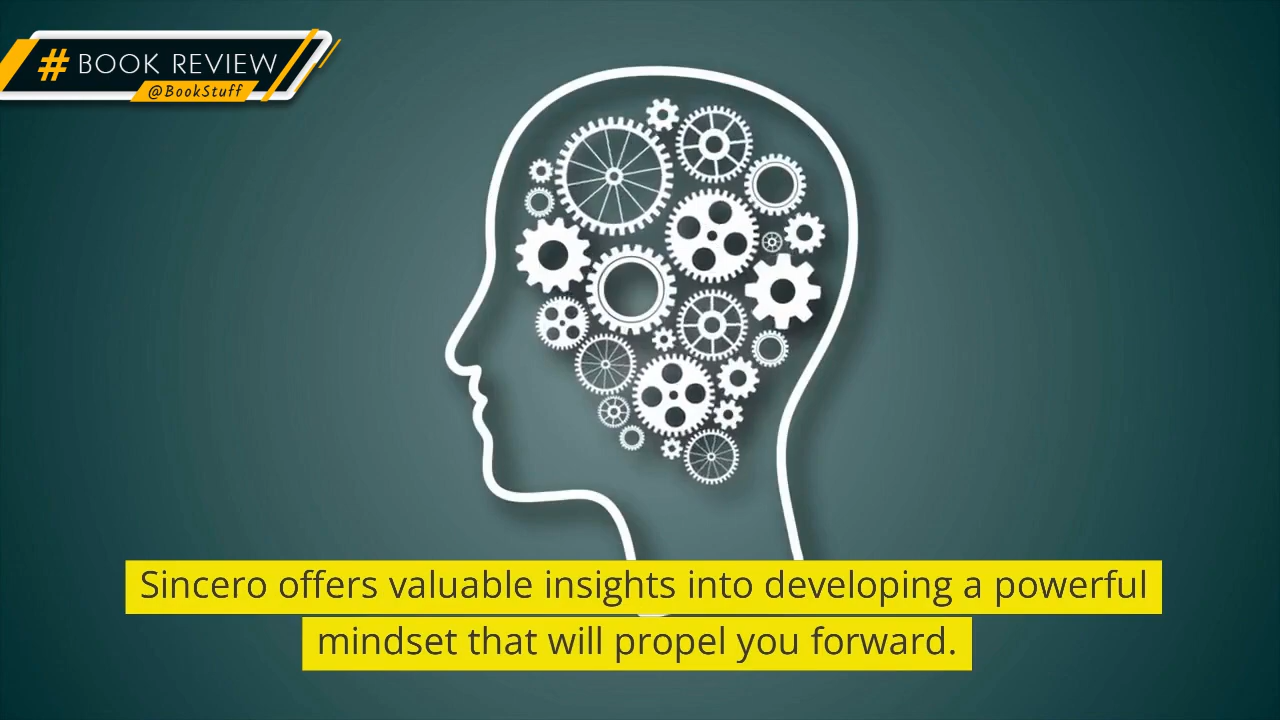 # BOOK REVIEW
@BookStuff
Sincero offers valuable insights into developing a powerful
mindset that will propel you forward.